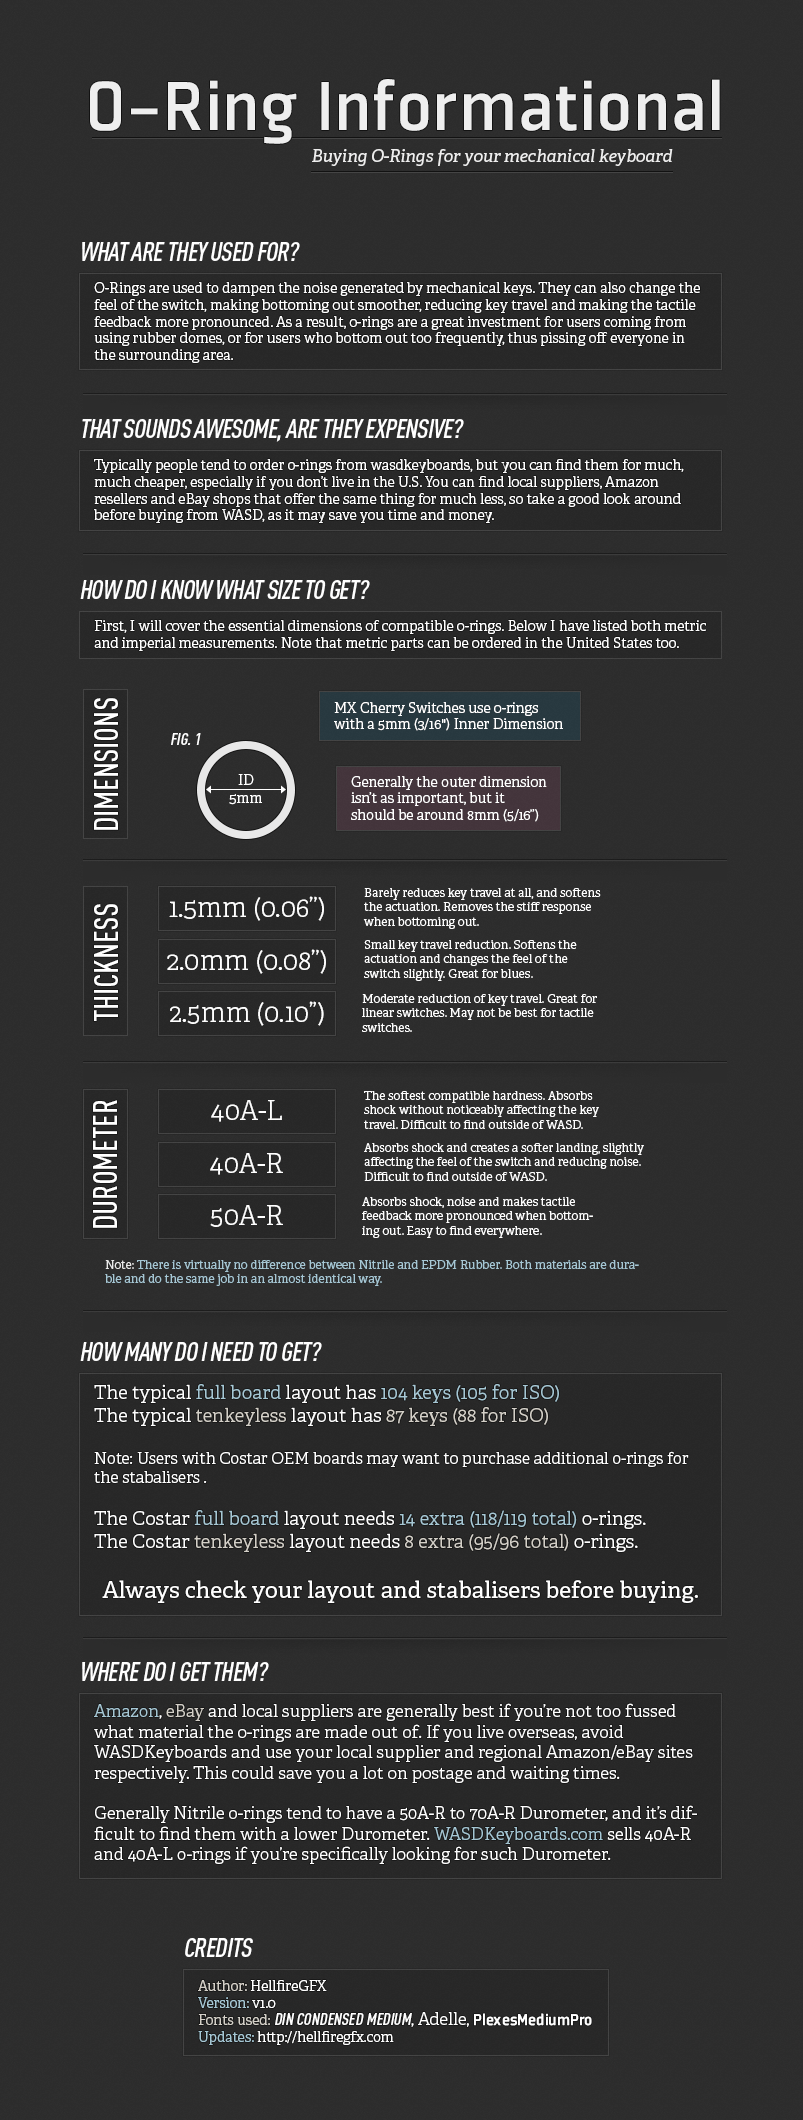 O-Ring Informational
Buying O-Rings for your mechanical keyboard
WHAT ARE THEY USED FOR?
O-Rings are used to dampen the noise generated by mechanical keys. They can also change the
feel of the switch, making bottoming out smoother, reducing key travel and making the tactile
feedback more pronounced. As a result, o-rings are a great investment for users coming from
using rubber domes, or for users who bottom out too frequently, thus pissing off everyone in
the surrounding area.
THAT SOUNDS AWESOME, ARE THEY EXPENSIVE?
Typically people tend to order o-rings from wasdkeyboards, but you can find them for much,
much cheaper, especially if you don't live in the U.S. You can find local suppliers, Amazon
resellers and eBay shops that offer the same thing for much less, so take a good look around
before buying from WASD, as it may save you time and money.
HOW DO I KNOW WHAT SIZE TO GET?
First, I will cover the essential dimensions of compatible o-rings. Below I have listed both metric
and imperial measurements. Note that metric parts can be ordered in the United States too.
DIMENSIONS
FIG. 1
ID
5mm
MX Cherry Switches use o-rings
with a 5mm (3/16") Inner Dimension
Generally the outer dimension
isn't as important, but it
should be around 8mm (5/16")
THICKNESS
1.5mm (0.06")
Barely reduces key travel at all, and softens
the actuation. Removes the stiff response
when bottoming out.
2.0mm (0.08")
Small key travel reduction. Softens the
actuation and changes the feel of the
switch slightly. Great for blues.
2.5mm (0.10")
Moderate reduction of key travel. Great for
linear switches. May not be best for tactile
switches.
DUROMETER
40A-L
The softest compatible hardness. Absorbs
shock without noticeably affecting the key
travel. Difficult to find outside of WASD.
40A-R
Absorbs shock and creates a softer landing, slightly
affecting the feel of the switch and reducing noise.
Difficult to find outside of WASD.
50A-R
Absorbs shock, noise and makes tactile
feedback more pronounced when bottom-
ing out. Easy to find everywhere.
Note: There is virtually no difference between Nitrile and EPDM Rubber. Both materials are dura-
ble and do the same job in an almost identical way.
HOW MANY DO I NEED TO GET?
The typical full board layout has 104 keys (105 for ISO)
The typical tenkeyless layout has 87 keys (88 for ISO)
Note: Users with Costar OEM boards may want to purchase additional o-rings for
the stabalisers .
The Costar full board layout needs 14 extra (118/119 total) o-rings.
The Costar tenkeyless layout needs 8 extra (95/96 total) o-rings.
Always check your layout and stabalisers before buying.
WHERE DO I GET THEM?
Amazon, eBay and local suppliers are generally best if you're not too fussed
what material the o-rings are made out of. If you live overseas, avoid
WASDKeyboards and use your local supplier and regional Amazon/eBay sites
respectively. This could save you a lot on postage and waiting times.
Generally Nitrile o-rings tend to have a 50A-R to 70A-R Durometer, and it's dif-
ficult to find them with a lower Durometer. WASDKeyboards.com sells 40A-R
and 40A-L o-rings if you're specifically looking for such Durometer.
CREDITS
Author: HellfireGFX
Version: v1.0
Fonts used: DIN CONDENSED MEDIUM, Adelle, PlexesMediumPro
Updates: http://hellfiregfx.com